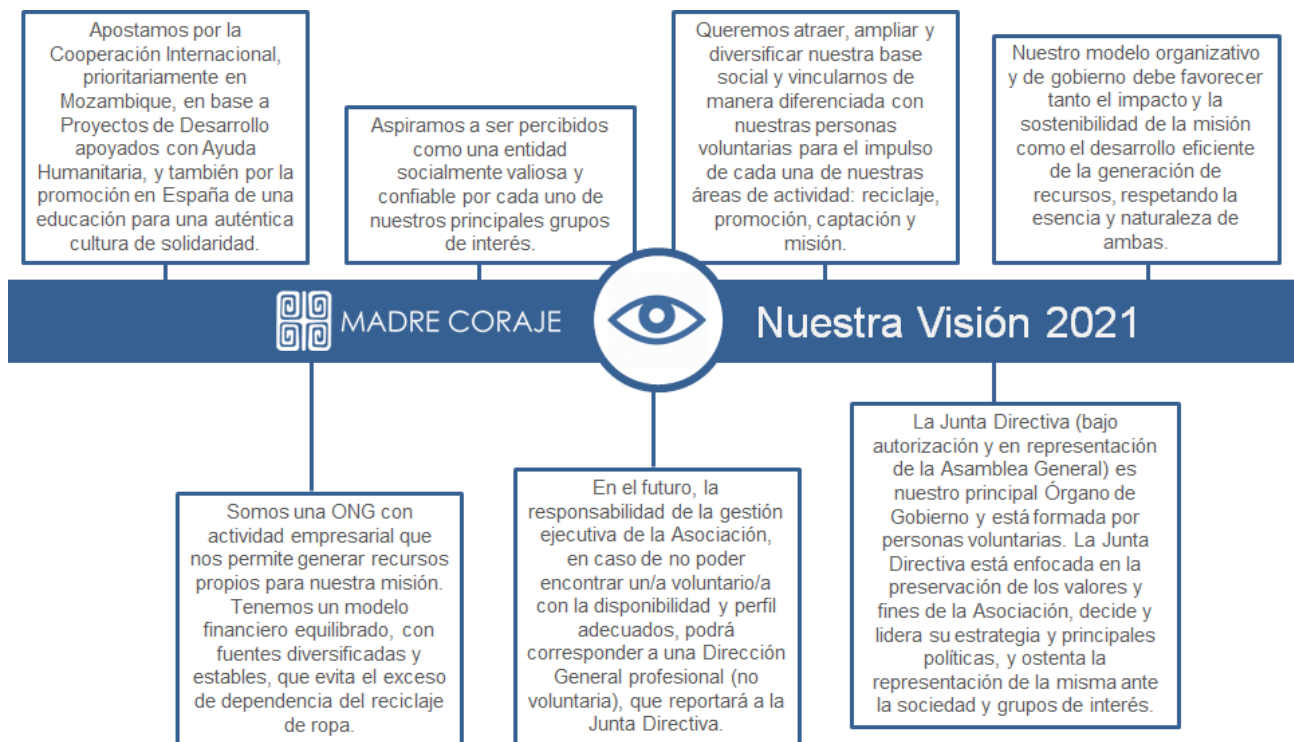 Apostamos por la
Cooperación Internacional,
prioritariamente en
Mozambique, en base a
Proyectos de Desarrollo
apoyados con Ayuda
Humanitaria, y también por la
promoción en España de una
educación para una auténtica
cultura de solidaridad.
Aspiramos a ser percibidos
como una entidad
socialmente valiosa y
confiable por cada uno de
nuestros principales grupos
de interés.
Queremos atraer, ampliar y
diversificar nuestra base
social y vincularnos de
manera diferenciada con
nuestras personas
voluntarias para el impulso
de cada una de nuestras
áreas de actividad: reciclaje,
promoción, captación y
misión.
Nuestro modelo organizativo
y de gobierno debe favorecer
tanto el impacto y la
sostenibilidad de la misión
como el desarrollo eficiente
de la generación de
recursos, respetando la
esencia y naturaleza de
ambas.
MADRE CORAJE
Nuestra Visión 2021
Somos una ONG con
actividad empresarial que
nos permite generar recursos
propios para nuestra misión.
Tenemos un modelo
financiero equilibrado, con
fuentes diversificadas y
estables, que evita el exceso
de dependencia del reciclaje
de ropa.
En el futuro, la
responsabilidad de la gestión
ejecutiva de la Asociación,
en caso de no poder
encontrar un/a voluntario/a
con la disponibilidad y perfil
adecuados, podrá
corresponder a una Dirección
General profesional (no
voluntaria), que reportará a la
Junta Directiva.
La Junta Directiva (bajo
autorización y en representación
de la Asamblea General) es
nuestro principal Órgano de
Gobierno y está formada por
personas voluntarias. La Junta
Directiva está enfocada en la
preservación de los valores y
fines de la Asociación, decide y
lidera su estrategia y principales
políticas, y ostenta la
representación de la misma ante
la sociedad y grupos de interés.